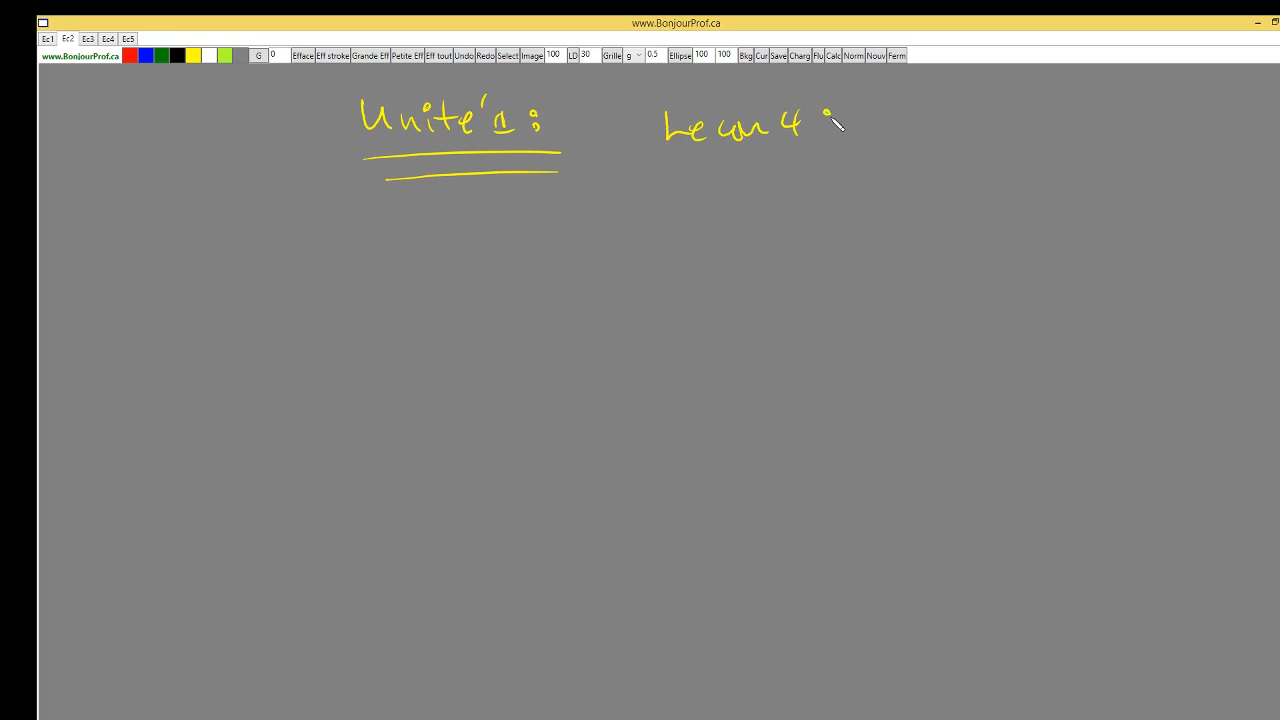 www.BonjourProf.ca
Ec1 Ec2 Ec3 Ec4 Ec5
www.BonjourProf.ca G 0 Efface Eff stroke Grande Eff Petite Eff Eff tout Undo Redo Select Image 100 LD 30 Grille g 0.5 Ellipse 100 100 Bkg Cur Save Charg Flu Calc Norm Nouv Ferm
Unité 1 : Lecon 4 :